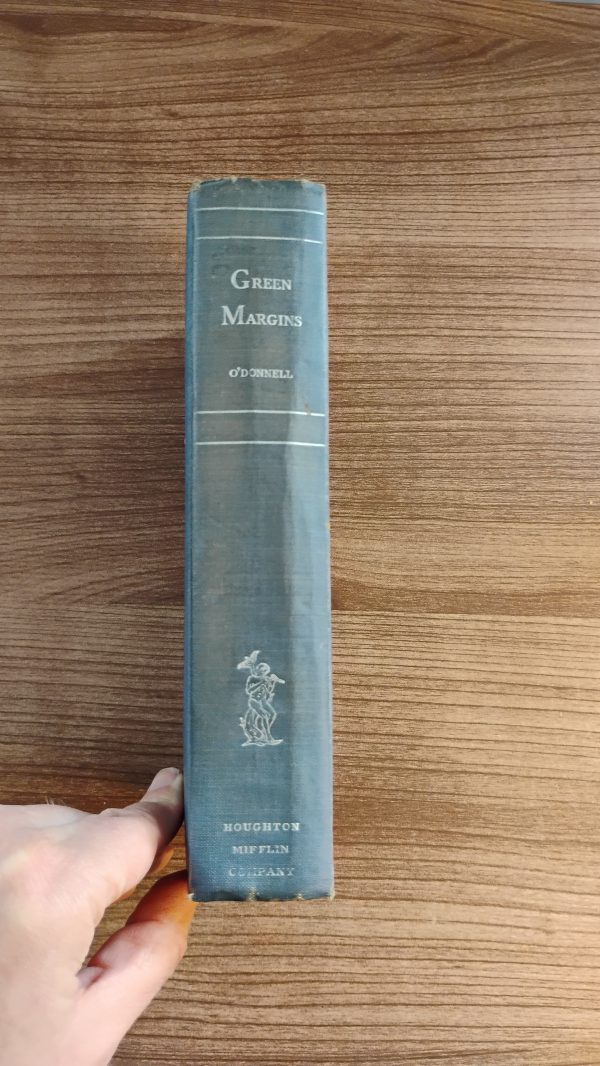 GREEN
MARGINS
O'DONNELL
HOUGHTON
MIFFLIN
COMPANY